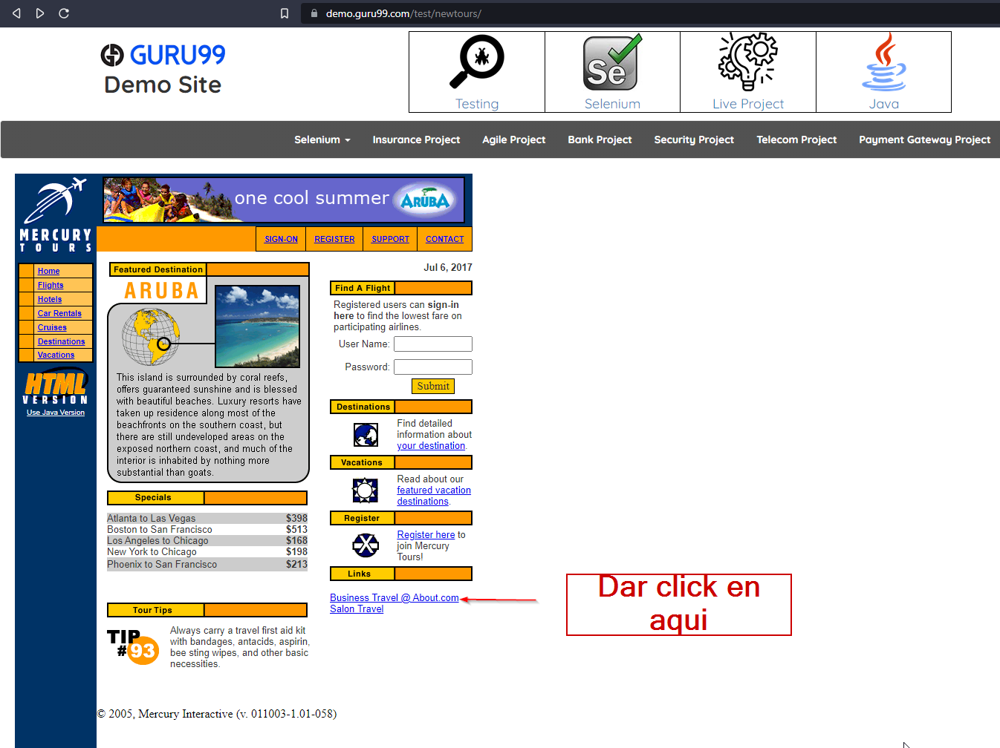 demo.guru99.com/test/newtours/
GURU99
Demo Site
Testing
Se
Selenium
Live Project
Java
Selenium
Insurance Project
Agile Project
Bank Project
Security Project
Telecom Project
Payment Gateway Project
MERCURY
TOURS
one cool summer
ARUBA
SIGN-ON
REGISTER
SUPPORT
CONTACT
Home
Flights
Hotels
Car Rentals
Cruises
Destinations
Vacations
HTML
VERSION
Use Java Version
Featured Destination
ARUBA
This island is surrounded by coral reefs,
offers guaranteed sunshine and is blessed
with beautiful beaches. Luxury resorts have
taken up residence along most of the
beachfronts on the southern coast, but
there are still undeveloped areas on the
exposed northern coast, and much of the
interior is inhabited by nothing more
substantial than goats.
Specials
Atlanta to Las Vegas $398
Boston to San Francisco $513
Los Angeles to Chicago $168
New York to Chicago $198
Phoenix to San Francisco $213
Tour Tips
TIP
#93
Always carry a travel first aid kit
with bandages, antacids, aspirin,
bee sting wipes, and other basic
necessities.
Jul 6, 2017
Find A Flight
Registered users can sign-in
here to find the lowest fare on
participating airlines.
User Name:
Password:
Submit
Destinations
Find detailed
information about
your destination.
Vacations
Read about our
featured vacation
destinations.
Register
Register here to
join Mercury
Tours!
Links
Business Travel @ About.com
Salon Travel
Dar click en
aqui
© 2005, Mercury Interactive (v. 011003-1.01-058)